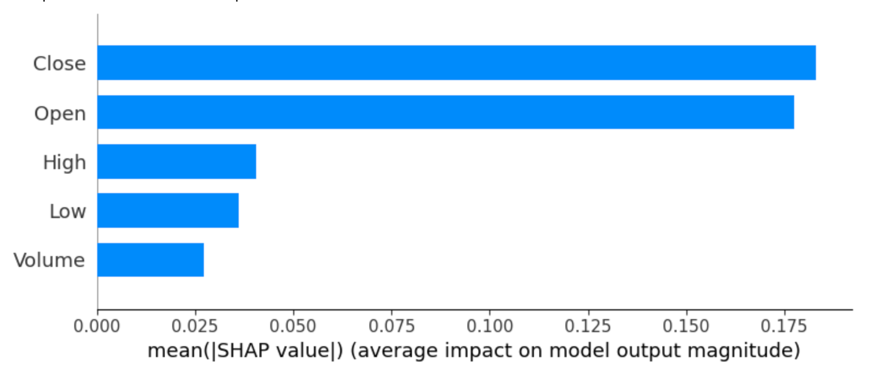 Close
Open
High
Low
Volume
0.000 0.025 0.050 0.075 0.100 0.125 0.150 0.175
mean(|SHAP value|) (average impact on model output magnitude)